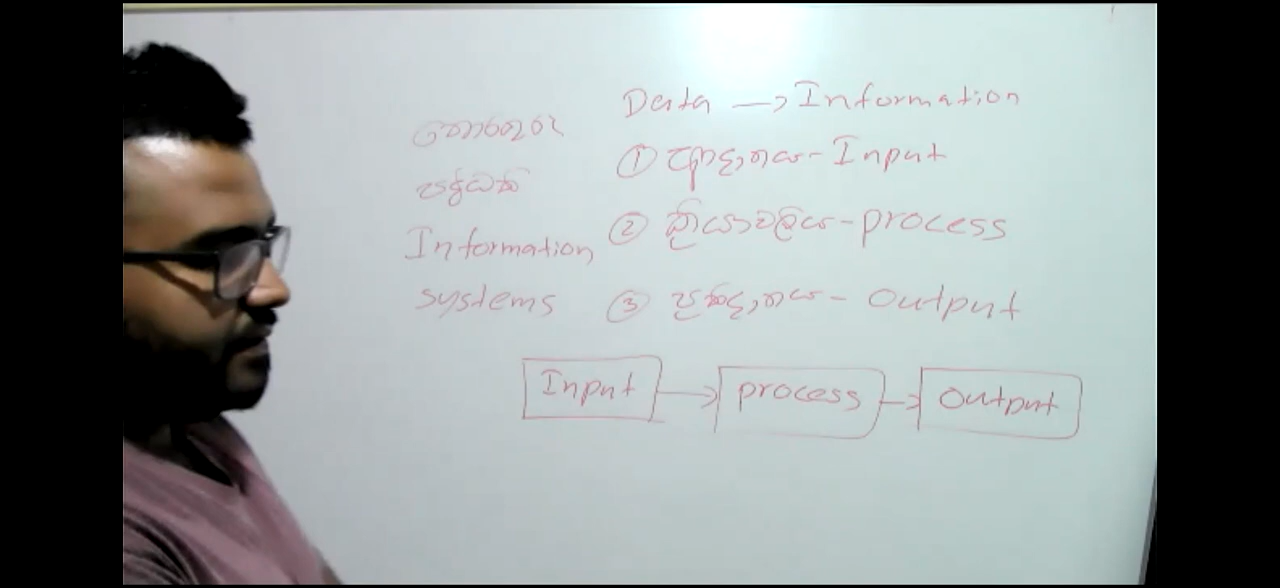 තොරතුරු
පද්ධති
Information
systems
Data → Information
① ආදානය - Input
② ක්‍රියාවලිය - process
③ ප්‍රතිදානය - output
Input → process → output